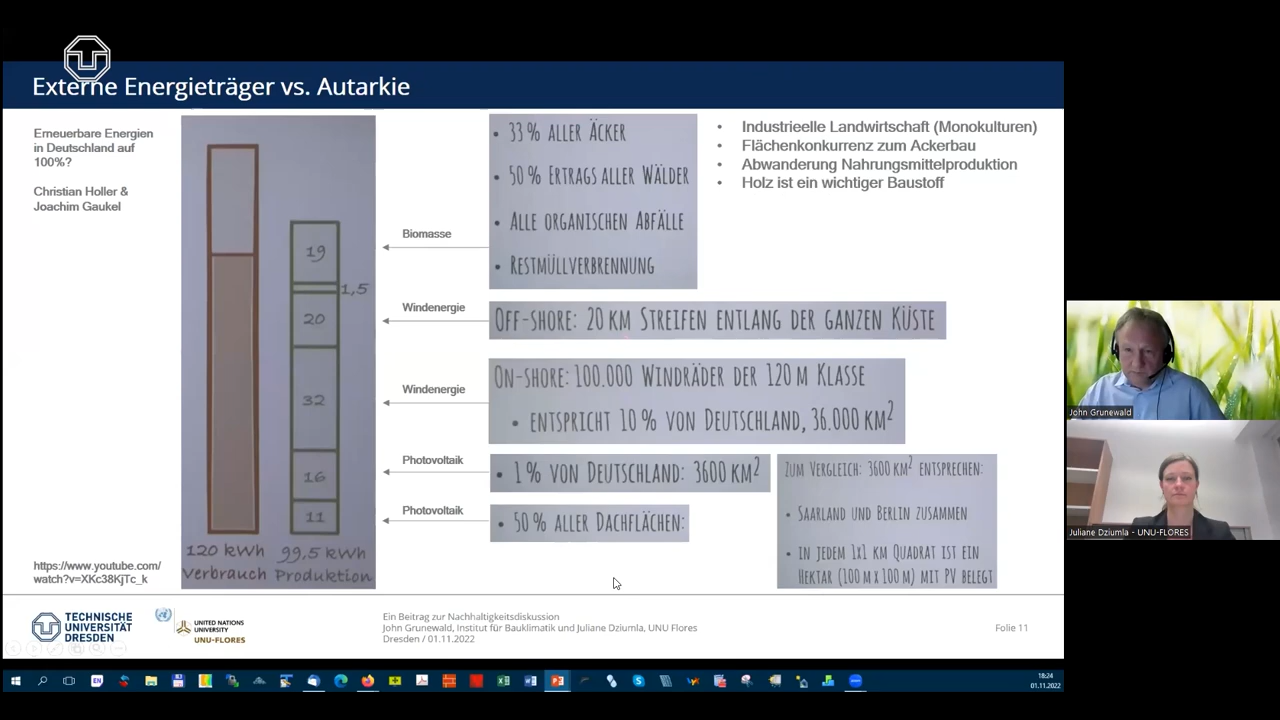 Externe Energieträger vs. Autarkie
Erneuerbare Energien
in Deutschland auf
100%?
Christian Holler &
Joachim Gaukel
19
1,5
20
32
16
11
120 kWh
Verbrauch
99,5 kWh
Produktion
Biomasse
• 33 % ALLER ÄCKER
• 50 % ERTRAGS ALLER WÄLDER
• ALLE ORGANISCHEN ABFÄLLE
• RESTMÜLLVERBRENNUNG
• Industrieelle Landwirtschaft (Monokulturen)
• Flächenkonkurrenz zum Ackerbau
• Abwanderung Nahrungsmittelproduktion
• Holz ist ein wichtiger Baustoff
Windenergie
OFF-SHORE: 20 KM STREIFEN ENTLANG DER GANZEN KÜSTE
Windenergie
ON-SHORE: 100.000 WINDRÄDER DER 120 M KLASSE
• ENTSPRICHT 10 % VON DEUTSCHLAND, 36.000 KM²
Photovoltaik
• 1 % VON DEUTSCHLAND: 3600 KM²
Photovoltaik
• 50 % ALLER DACHFLÄCHEN:
ZUM VERGLEICH: 3600 KM² ENTSPRECHEN:
• SAARLAND UND BERLIN ZUSAMMEN
• IN JEDEM 1X1 KM QUADRAT IST EIN
HEKTAR (100 M X 100 M) MIT PV BELEGT
https://www.youtube.com/
watch?v=XKc38KjTc_k
TECHNISCHE
UNIVERSITÄT
DRESDEN
UNITED NATIONS
UNIVERSITY
UNU-FLORES
Ein Beitrag zur Nachhaltigkeitsdiskussion
John Grunewald, Institut für Bauklimatik und Juliane Dziumla, UNU Flores
Dresden / 01.11.2022
Folie 11
John Grunewald
Juliane Dziumla - UNU-FLORES
EN
18:24
01.11.2022